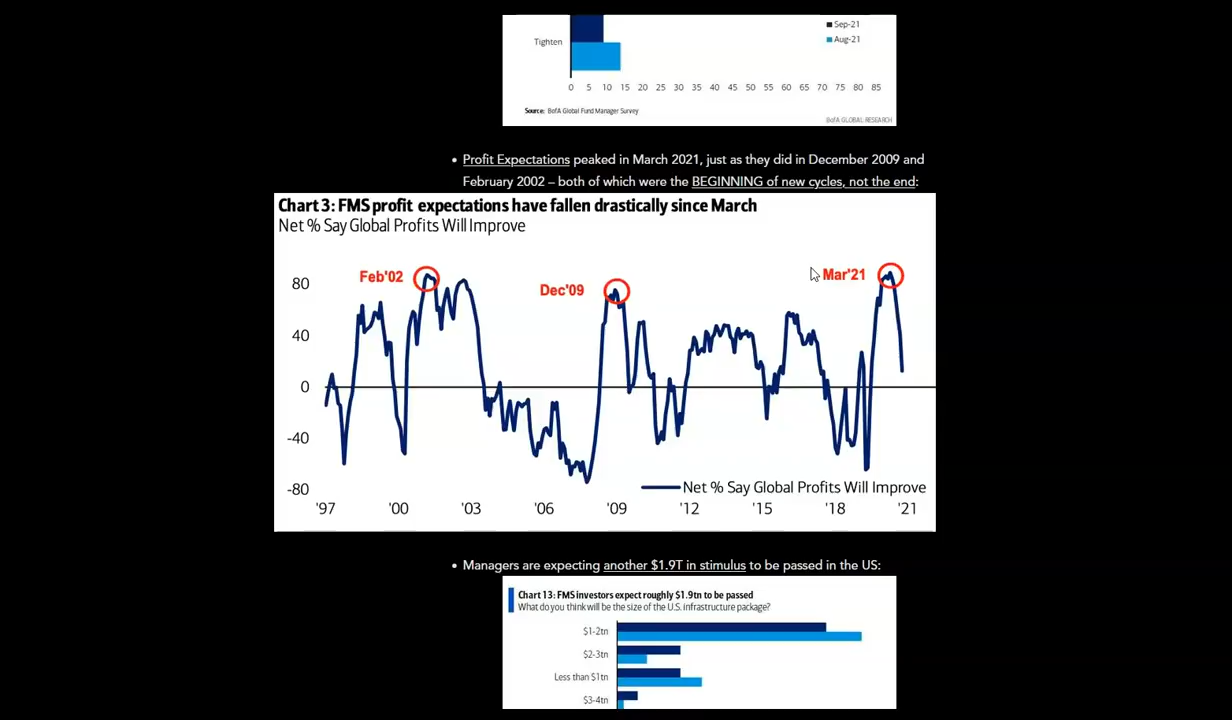 Sep-21
Aug-21
Tighten
0 5 10 15 20 25 30 35 40 45 50 55 60 65 70 75 80 85
Source: BofA Global Fund Manager Survey
BofA GLOBAL RESEARCH
• Profit Expectations peaked in March 2021, just as they did in December 2009 and
February 2002 – both of which were the BEGINNING of new cycles, not the end:
Chart 3: FMS profit expectations have fallen drastically since March
Net % Say Global Profits Will Improve
Feb'02
Dec'09
Mar'21
80
40
0
-40
-80
Net % Say Global Profits Will Improve
'97 '00 '03 '06 '09 '12 '15 '18 '21
• Managers are expecting another $1.9T in stimulus to be passed in the US:
Chart 13: FMS investors expect roughly $1.9tn to be passed
What do you think will be the size of the U.S. infrastructure package?
$1-2tn
$2-3tn
Less than $1tn
$3-4tn